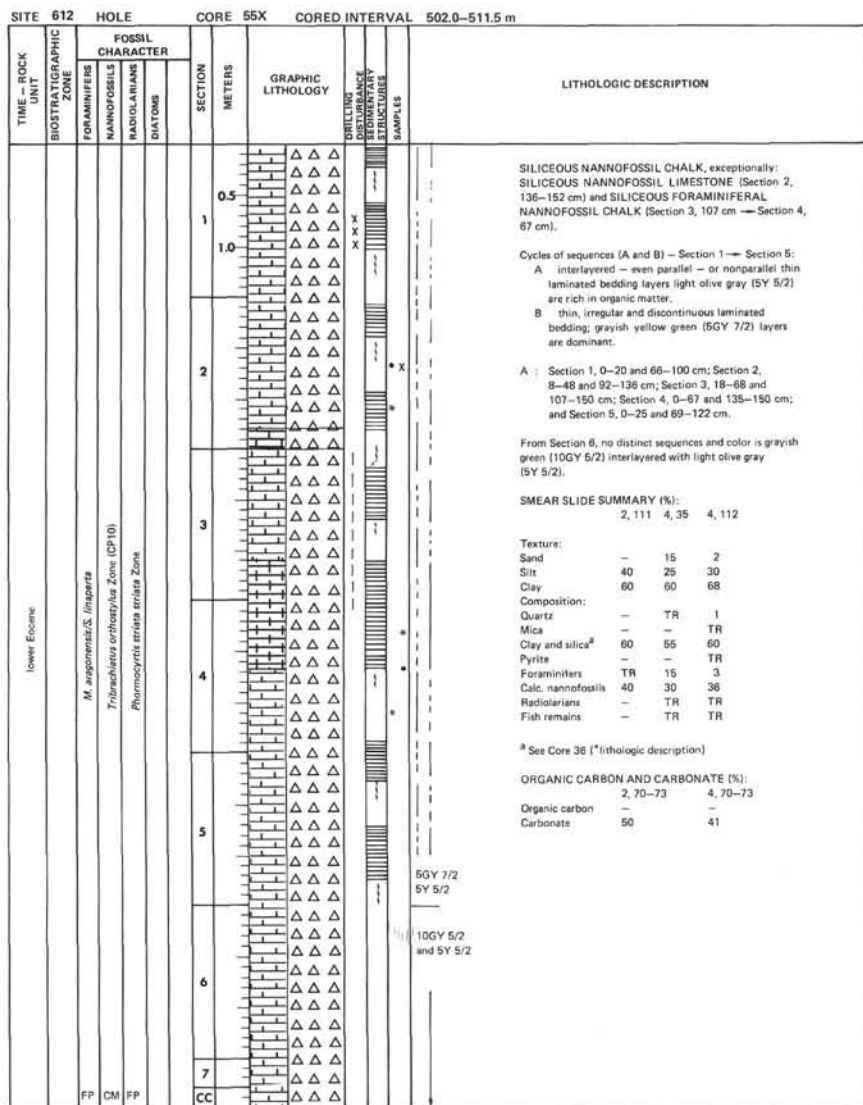 SITE 612 HOLE CORE 55X CORED INTERVAL 502.0–511.5 m
TIME – ROCK UNIT
BIOSTRATIGRAPHIC ZONE
FOSSIL CHARACTER
FORAMINIFERS
NANNOFOSSILS
RADIOLARIANS
DIATOMS
SECTION
METERS
GRAPHIC LITHOLOGY
DRILLING DISTURBANCE
SEDIMENTARY STRUCTURES
SAMPLES
LITHOLOGIC DESCRIPTION
lower Eocene
M. aragonensis/S. linaperta
Tribrachiatus orthostylus Zone (CP10)
Phormocyrtis striata striata Zone
FP CM FP
0.5
1
1.0
2
3
4
5
6
7
CC
X
X
X
X
5GY 7/2
5Y 5/2
10GY 5/2
and 5Y 5/2
SILICEOUS NANNOFOSSIL CHALK, exceptionally:
SILICEOUS NANNOFOSSIL LIMESTONE (Section 2,
136–152 cm) and SILICEOUS FORAMINIFERAL
NANNOFOSSIL CHALK (Section 3, 107 cm → Section 4,
67 cm).
Cycles of sequences (A and B) – Section 1 → Section 5:
A interlayered – even parallel – or nonparallel thin
laminated bedding layers light olive gray (5Y 5/2)
are rich in organic matter.
B thin, irregular and discontinuous laminated
bedding; grayish yellow green (5GY 7/2) layers
are dominant.
A : Section 1, 0–20 and 66–100 cm; Section 2,
8–48 and 92–136 cm; Section 3, 18–68 and
107–150 cm; Section 4, 0–67 and 135–150 cm;
and Section 5, 0–25 and 69–122 cm.
From Section 6, no distinct sequences and color is grayish
green (10GY 5/2) interlayered with light olive gray
(5Y 5/2).
SMEAR SLIDE SUMMARY (%):
2, 111 4, 35 4, 112
Texture:
Sand – 15 2
Silt 40 25 30
Clay 60 60 68
Composition:
Quartz – TR 1
Mica – – TR
Clay and silicaᵃ 60 55 60
Pyrite – – TR
Foraminifers TR 15 3
Calc. nannofossils 40 30 36
Radiolarians – TR TR
Fish remains – TR TR
ᵃ See Core 36 (*lithologic description)
ORGANIC CARBON AND CARBONATE (%):
2, 70–73 4, 70–73
Organic carbon – –
Carbonate 50 41